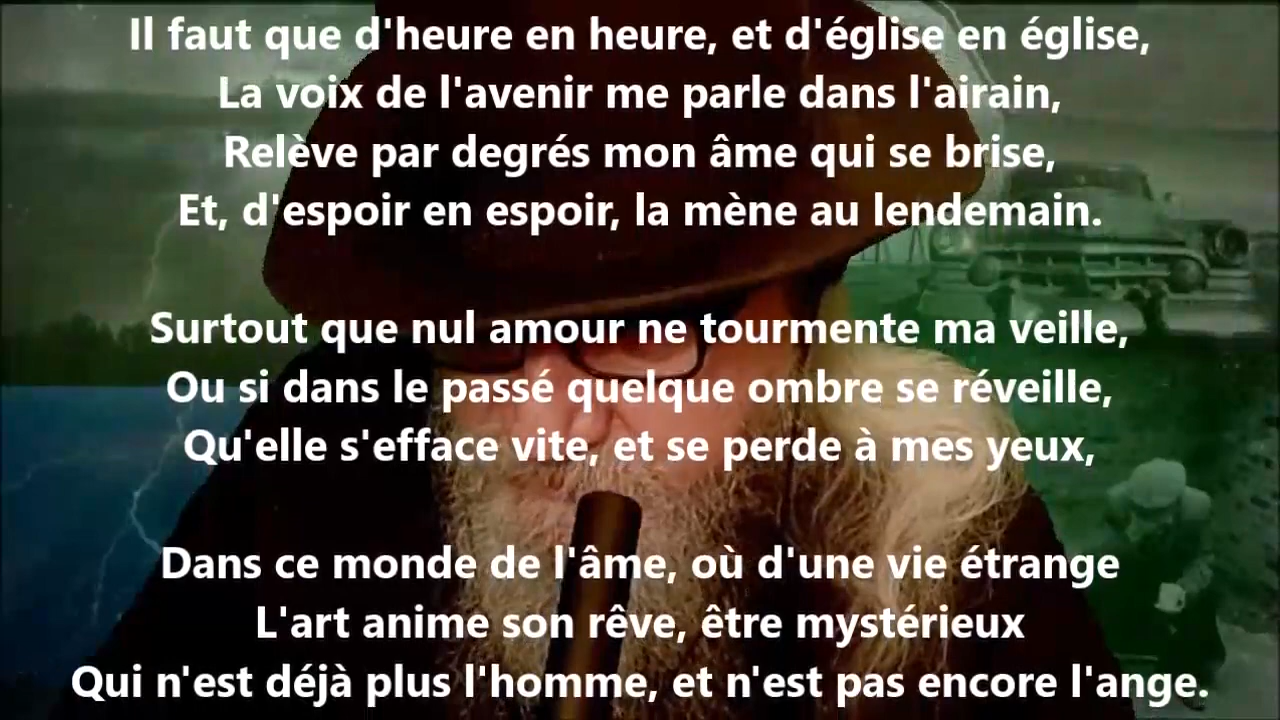 Il faut que d'heure en heure, et d'église en église,
La voix de l'avenir me parle dans l'airain,
Relève par degrés mon âme qui se brise,
Et, d'espoir en espoir, la mène au lendemain.
Surtout que nul amour ne tourmente ma veille,
Ou si dans le passé quelque ombre se réveille,
Qu'elle s'efface vite, et se perde à mes yeux,
Dans ce monde de l'âme, où d'une vie étrange
L'art anime son rêve, être mystérieux
Qui n'est déjà plus l'homme, et n'est pas encore l'ange.